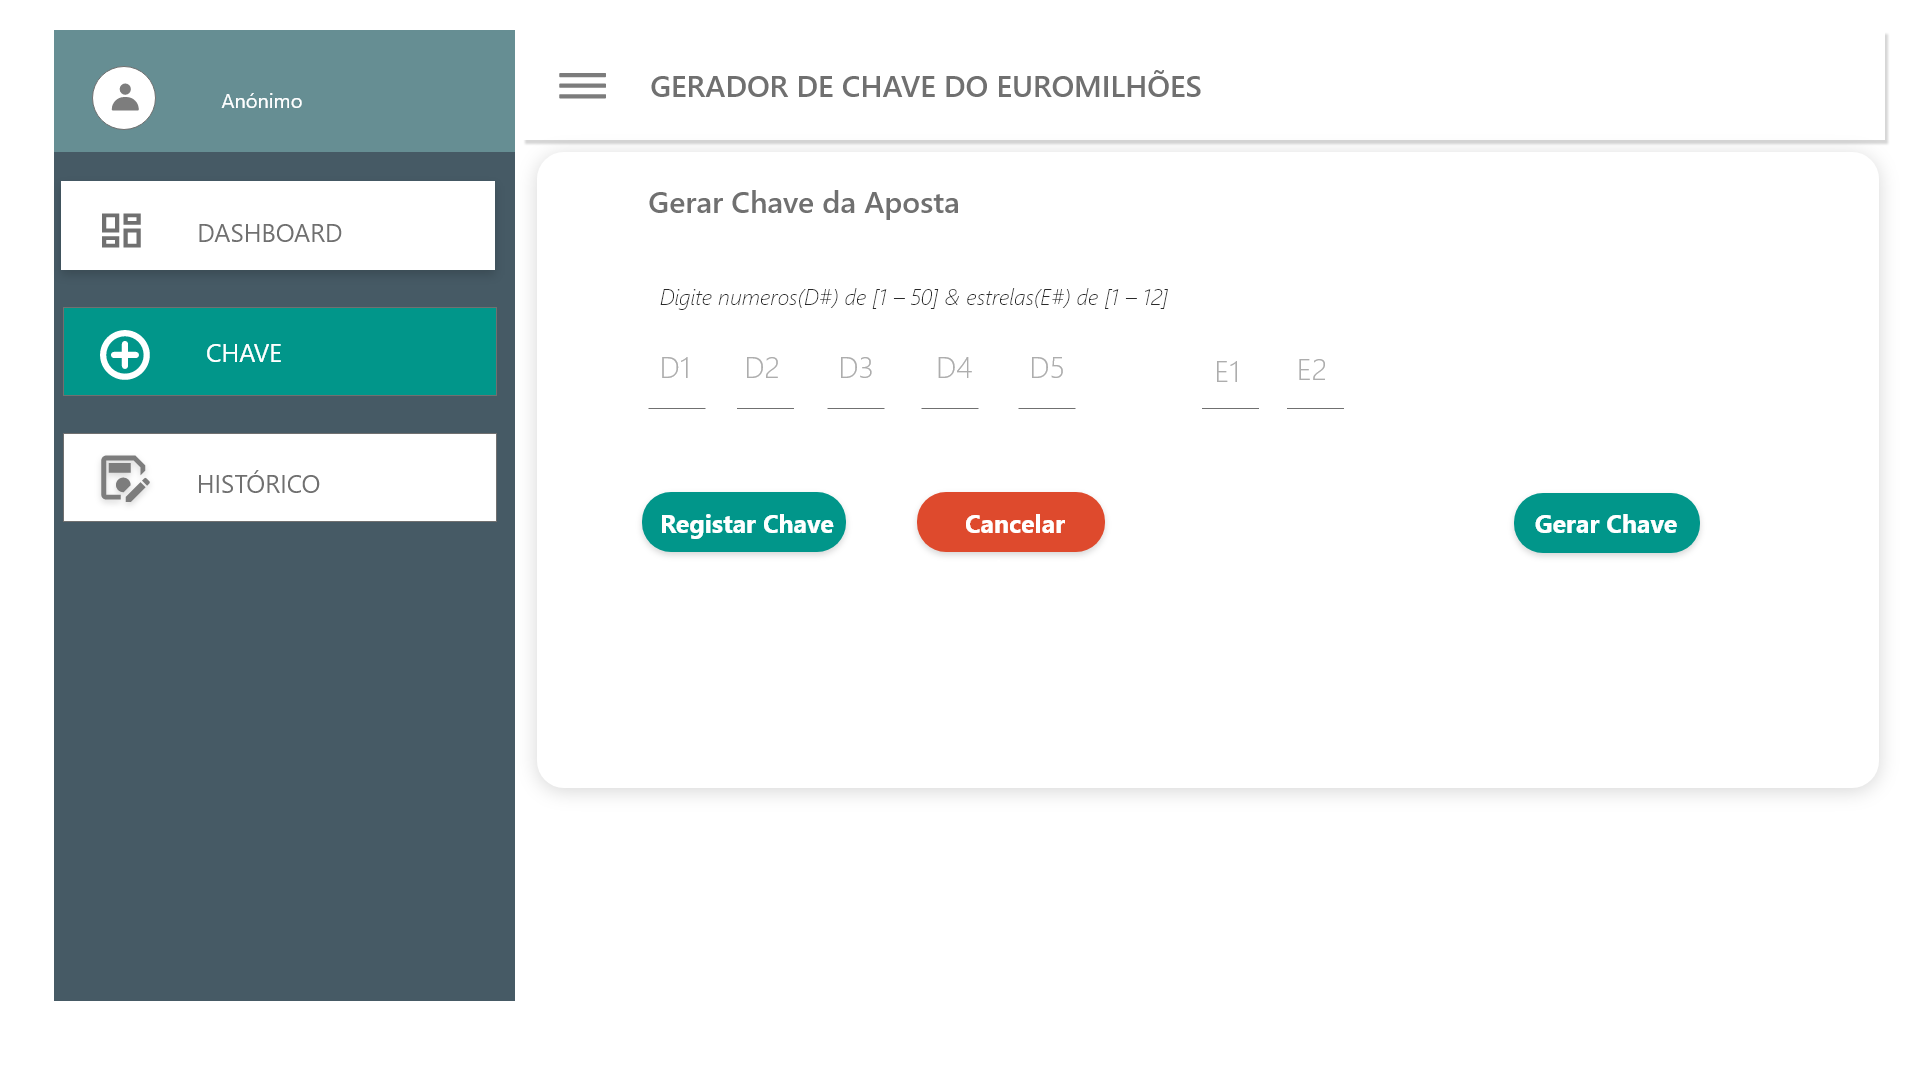 Anónimo
GERADOR DE CHAVE DO EUROMILHÕES
DASHBOARD
CHAVE
HISTÓRICO
Gerar Chave da Aposta
Digite numeros(D#) de [1 – 50] & estrelas(E#) de [1 – 12]
D1 D2 D3 D4 D5 E1 E2
Registar Chave Cancelar Gerar Chave